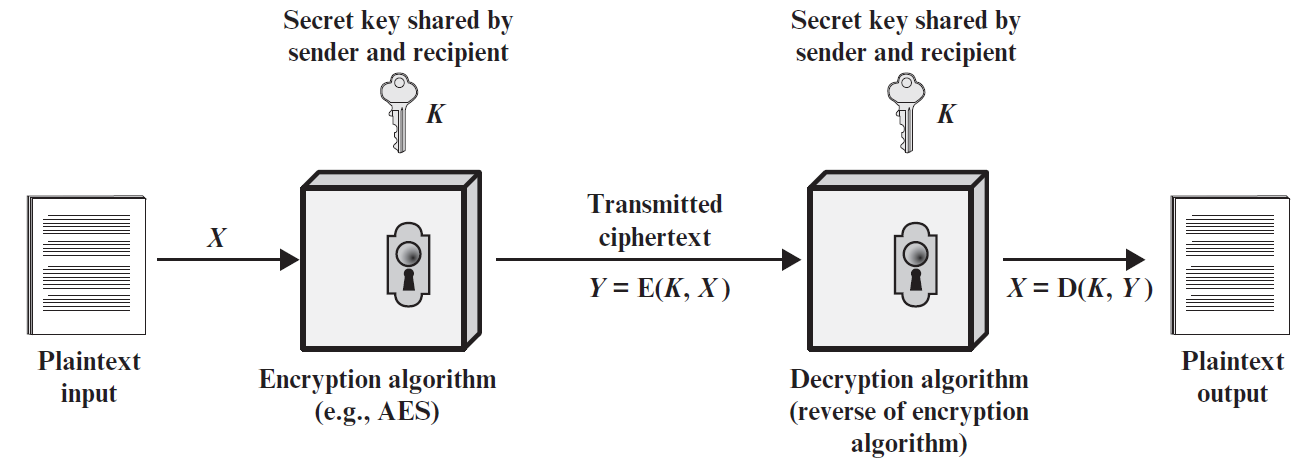 Secret key shared by
sender and recipient
K
Secret key shared by
sender and recipient
K
X
Transmitted
ciphertext
Y = E(K, X)
X = D(K, Y)
Plaintext
input
Encryption algorithm
(e.g., AES)
Decryption algorithm
(reverse of encryption
algorithm)
Plaintext
output